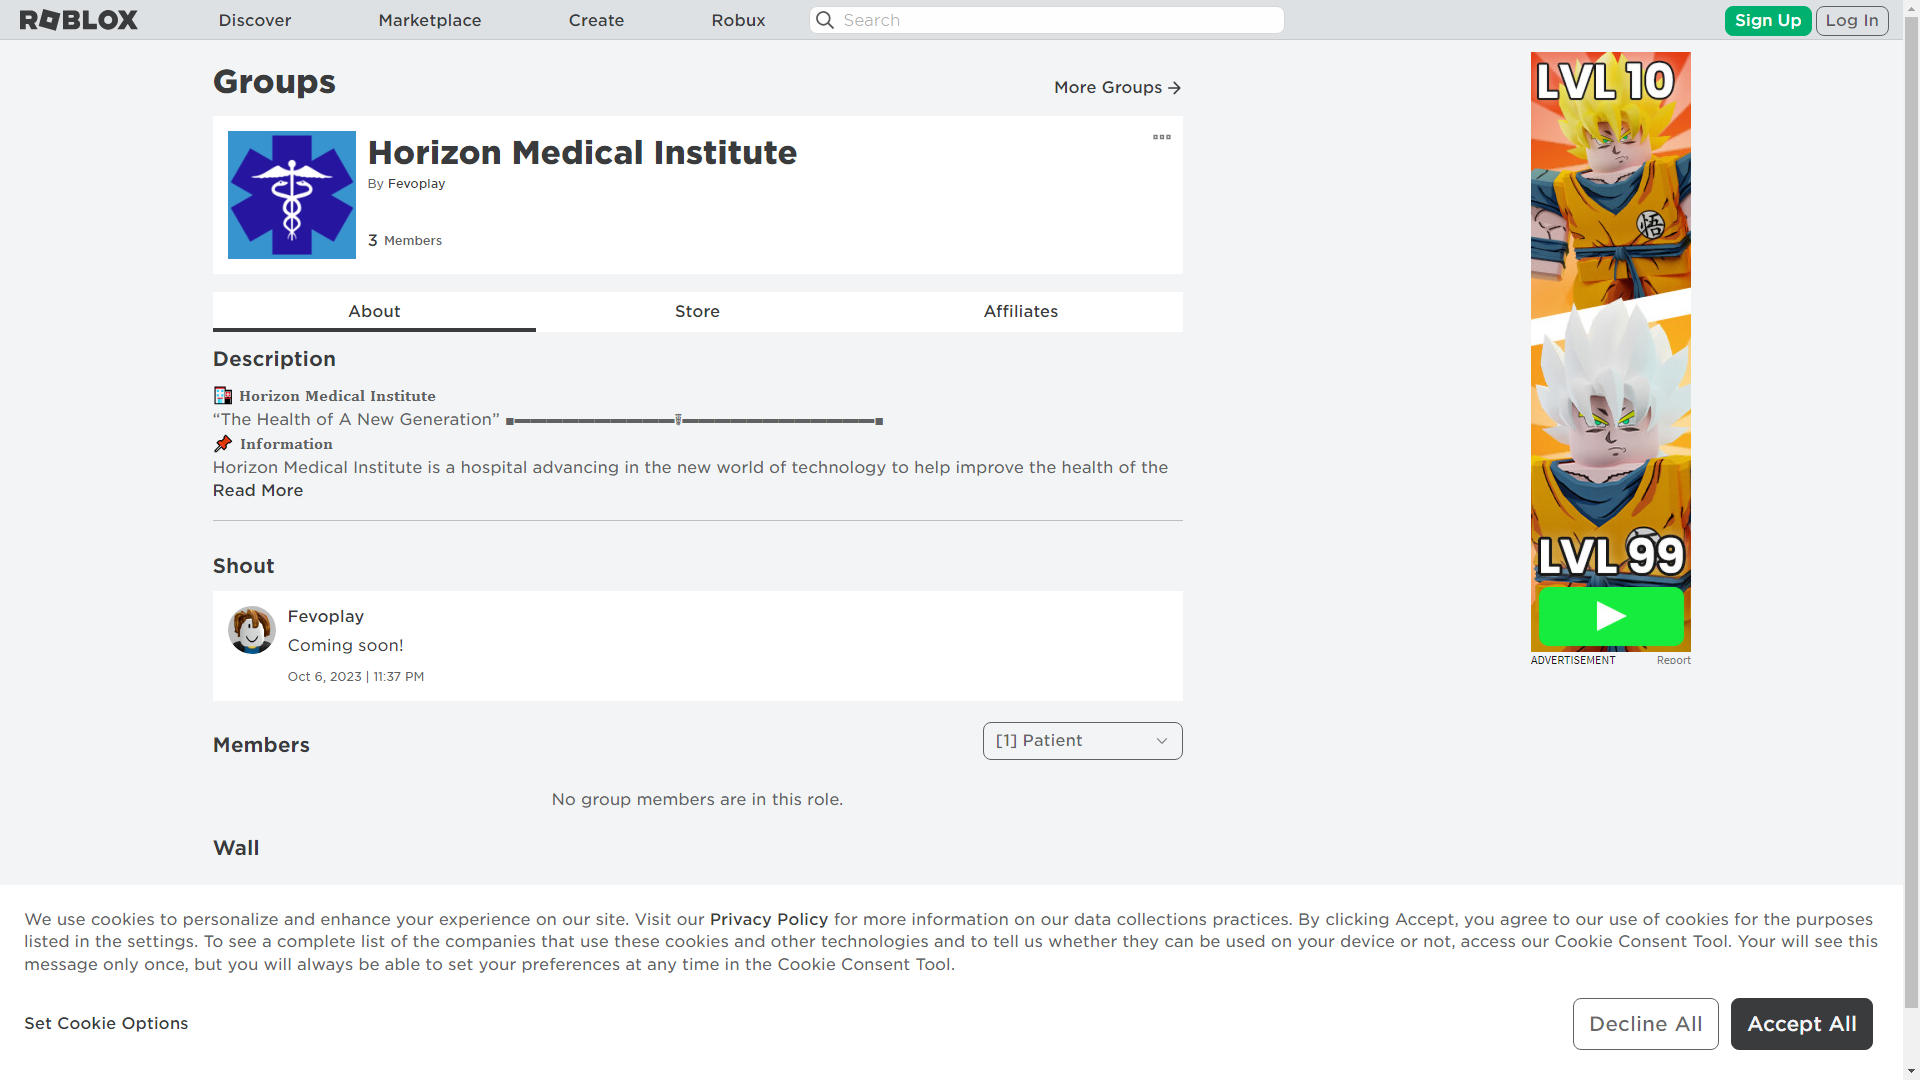 ROBLOX
Discover
Marketplace
Create
Robux
Search
Sign Up
Log In
Groups
More Groups
Horizon Medical Institute
By Fevoplay
3 Members
About
Store
Affiliates
Description
🏥 𝐇𝐨𝐫𝐢𝐳𝐨𝐧 𝐌𝐞𝐝𝐢𝐜𝐚𝐥 𝐈𝐧𝐬𝐭𝐢𝐭𝐮𝐭𝐞
“The Health of A New Generation”
📌 𝐈𝐧𝐟𝐨𝐫𝐦𝐚𝐭𝐢𝐨𝐧
Horizon Medical Institute is a hospital advancing in the new world of technology to help improve the health of the
Read More
Shout
Fevoplay
Coming soon!
Oct 6, 2023 | 11:37 PM
Members
[1] Patient
No group members are in this role.
Wall
LVL 10
悟
LVL 99
ADVERTISEMENT
Report
We use cookies to personalize and enhance your experience on our site. Visit our Privacy Policy for more information on our data collections practices. By clicking Accept, you agree to our use of cookies for the purposes
listed in the settings. To see a complete list of the companies that use these cookies and other technologies and to tell us whether they can be used on your device or not, access our Cookie Consent Tool. Your will see this
message only once, but you will always be able to set your preferences at any time in the Cookie Consent Tool.
Set Cookie Options
Decline All
Accept All